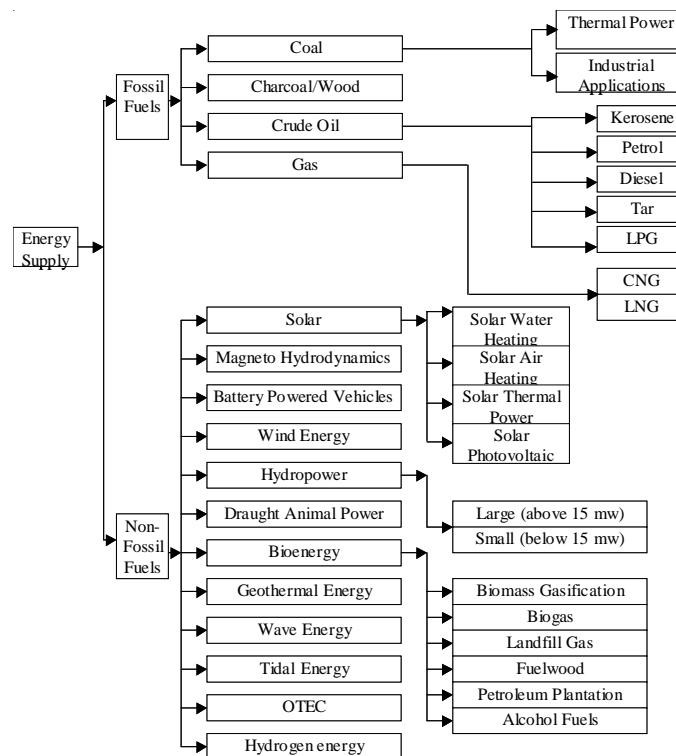 Energy
Supply
Fossil
Fuels
Coal
Thermal Power
Industrial
Applications
Charcoal/Wood
Crude Oil
Kerosene
Petrol
Diesel
Tar
LPG
Gas
CNG
LNG
Non-
Fossil
Fuels
Solar
Solar Water
Heating
Solar Air
Heating
Solar Thermal
Power
Solar
Photovoltaic
Magneto Hydrodynamics
Battery Powered Vehicles
Wind Energy
Hydropower
Large (above 15 mw)
Small (below 15 mw)
Draught Animal Power
Bioenergy
Biomass Gasification
Biogas
Landfill Gas
Fuelwood
Petroleum Plantation
Alcohol Fuels
Geothermal Energy
Wave Energy
Tidal Energy
OTEC
Hydrogen energy